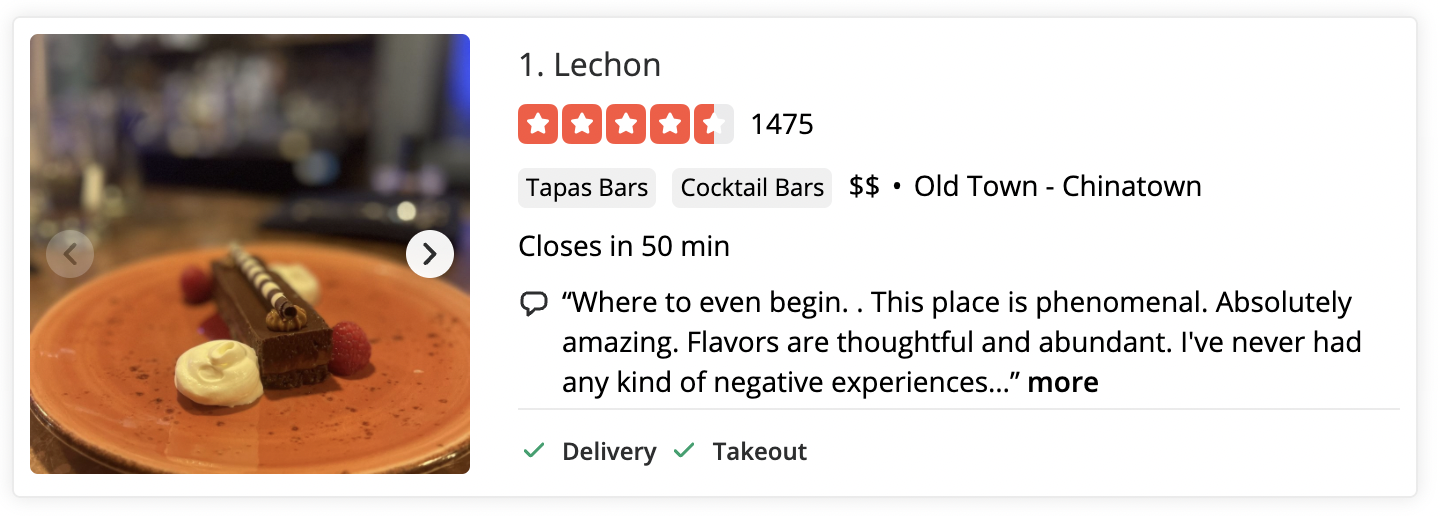 1. Lechon
1475
Tapas Bars Cocktail Bars $$ • Old Town - Chinatown
Closes in 50 min
“Where to even begin. . This place is phenomenal. Absolutely
amazing. Flavors are thoughtful and abundant. I've never had
any kind of negative experiences...” more
Delivery Takeout